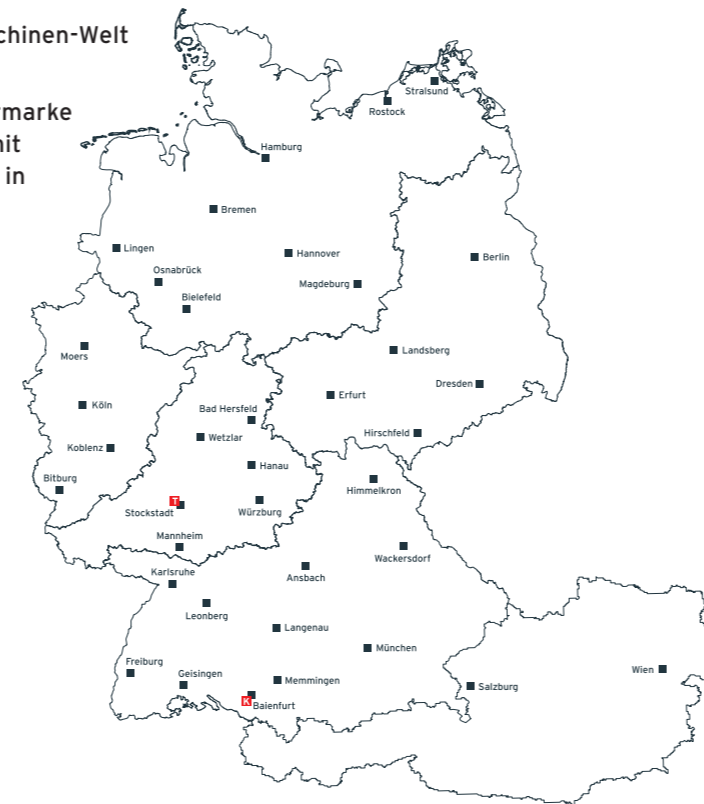 chinen-Welt
rmarke
nit
in
Stralsund
Rostock
Hamburg
Bremen
Lingen
Hannover
Berlin
Osnabrück
Magdeburg
Bielefeld
Moers
Landsberg
Dresden
Erfurt
Köln
Bad Hersfeld
Hirschfeld
Wetzlar
Koblenz
Hanau
Bitburg
Himmelkron
T
Stockstadt
Würzburg
Mannheim
Wackersdorf
Karlsruhe
Ansbach
Leonberg
Langenau
München
Freiburg
Geisingen
Wien
Memmingen
Salzburg
K
Baienfurt